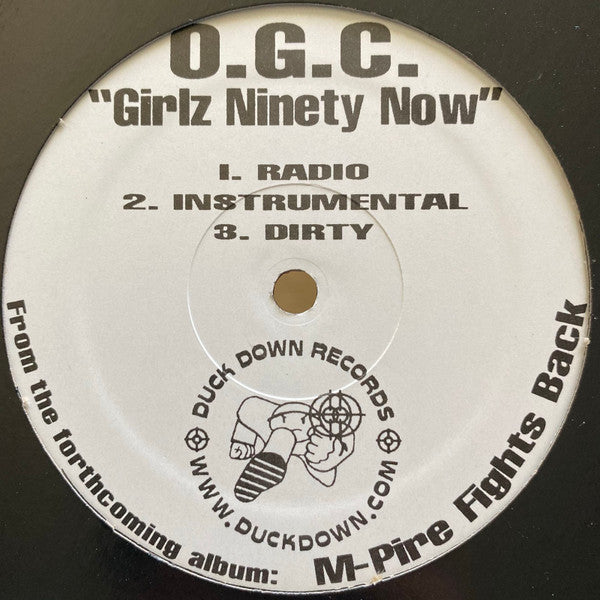 O.G.C.
"Girlz Ninety Now"
1. RADIO
2. INSTRUMENTAL
3. DIRTY
DUCK DOWN RECORDS
WWW.DUCKDOWN.COM
From the forthcoming album: M-Pire Fights Back